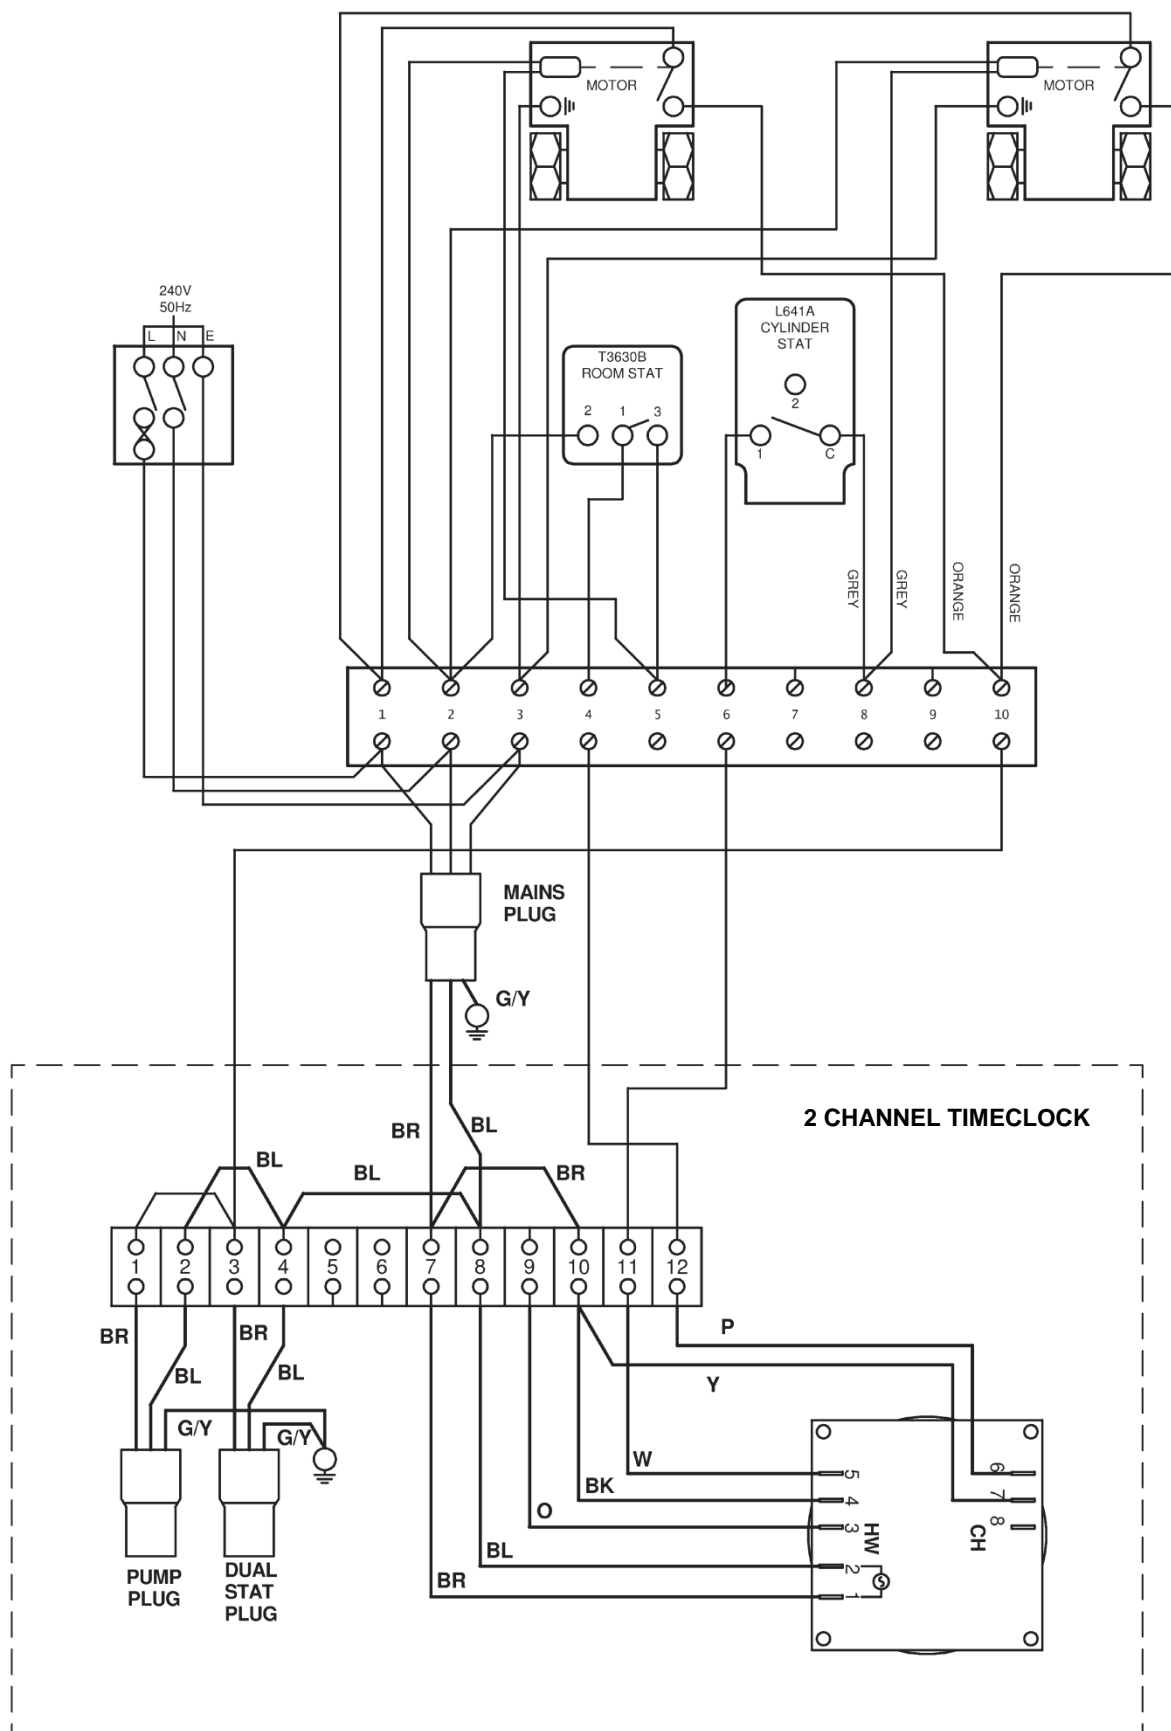 MOTOR
MOTOR
240V
50Hz
L N E
L641A
CYLINDER
STAT
2
1 C
T3630B
ROOM STAT
2 1 3
GREY
GREY
ORANGE
ORANGE
1 2 3 4 5 6 7 8 9 10
MAINS
PLUG
G/Y
2 CHANNEL TIMECLOCK
BR
BL
BL
BL
BR
1 2 3 4 5 6 7 8 9 10 11 12
BR
BL
BR
BL
G/Y
G/Y
P
Y
W
BK
O
BL
BR
PUMP
PLUG
DUAL
STAT
PLUG
5
4
3
2
1
HW
6
7
8
CH